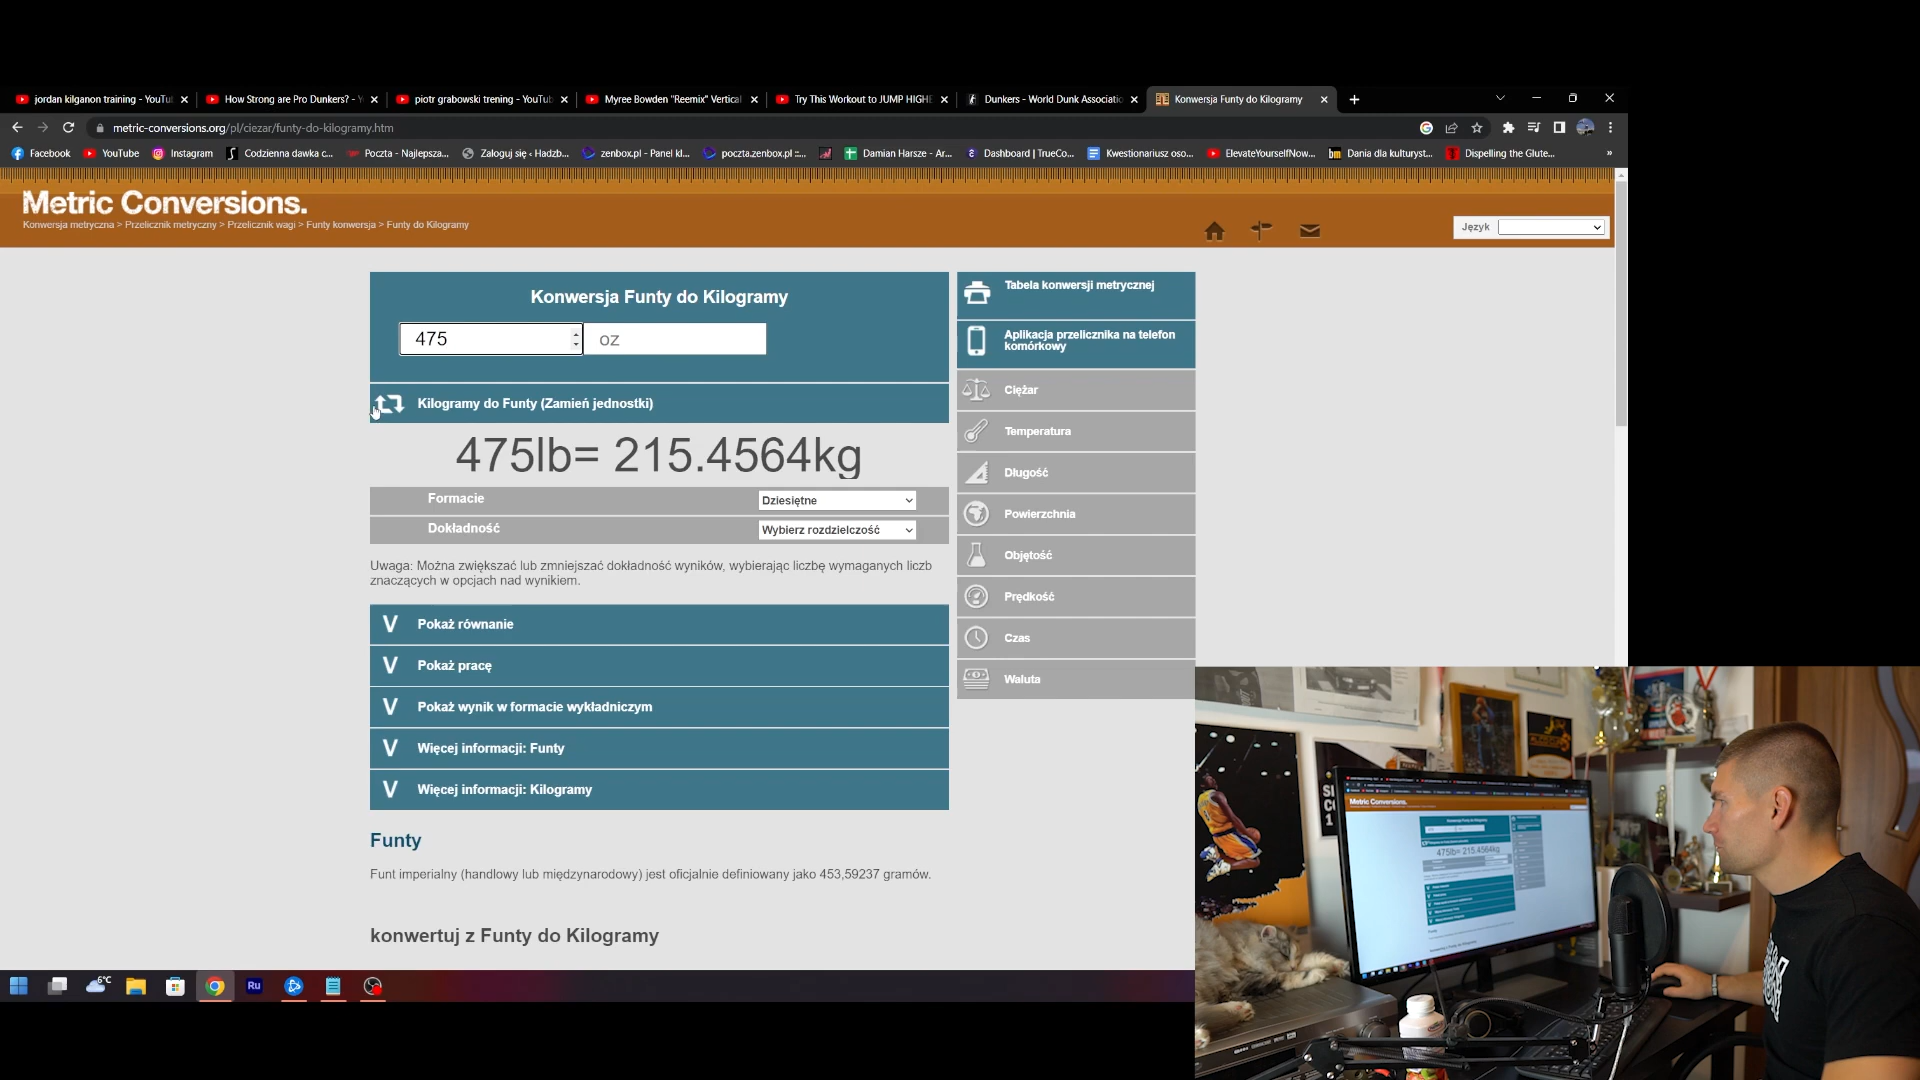 jordan kilganon training - YouTu
How Strong are Pro Dunkers? - Y
piotr grabowski trening - YouTub
Myree Bowden "Reemix" Vertical
Try This Workout to JUMP HIGHE
Dunkers - World Dunk Associatio
Konwersja Funty do Kilogramy
metric-conversions.org/pl/ciezar/funty-do-kilogramy.htm
Facebook
YouTube
Instagram
Codzienna dawka c...
Poczta - Najlepsza...
Zaloguj się ‹ Hadzb...
zenbox.pl - Panel kl...
poczta.zenbox.pl ::...
Damian Harsze - Ar...
Dashboard | TrueCo...
Kwestionariusz oso...
ElevateYourselfNow...
Dania dla kulturyst...
Dispelling the Glute...
Metric Conversions.
Konwersja metryczna > Przelicznik metryczny > Przelicznik wagi > Funty konwersja > Funty do Kilogramy
Język
Konwersja Funty do Kilogramy
475
oz
Kilogramy do Funty (Zamień jednostki)
475lb= 215.4564kg
Formacie
Dziesiętne
Dokładność
Wybierz rozdzielczość
Uwaga: Można zwiększać lub zmniejszać dokładność wyników, wybierając liczbę wymaganych liczb
znaczących w opcjach nad wynikiem.
V Pokaż równanie
V Pokaż pracę
V Pokaż wynik w formacie wykładniczym
V Więcej informacji: Funty
V Więcej informacji: Kilogramy
Funty
Funt imperialny (handlowy lub międzynarodowy) jest oficjalnie definiowany jako 453,59237 gramów.
konwertuj z Funty do Kilogramy
Tabela konwersji metrycznej
Aplikacja przelicznika na telefon
komórkowy
Ciężar
Temperatura
Długość
Powierzchnia
Objętość
Prędkość
Czas
Waluta
6°C
Ru
Metric Conversions.
475lb= 215.4564kg